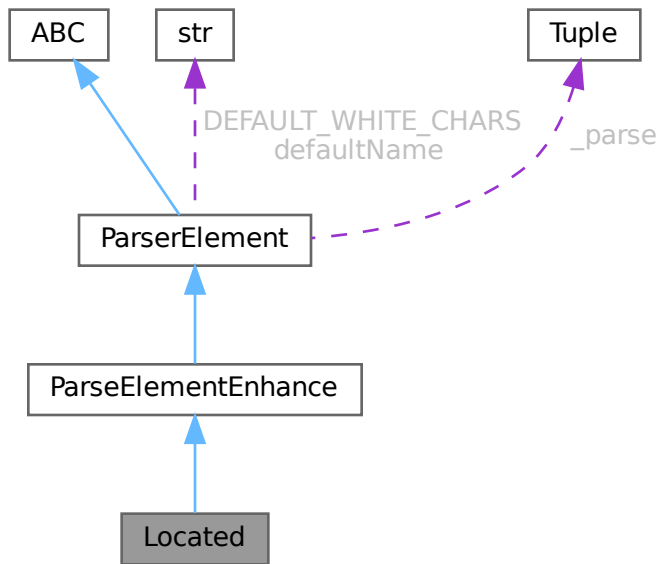 ABC
str
Tuple
DEFAULT_WHITE_CHARS
defaultName
_parse
ParserElement
ParseElementEnhance
Located